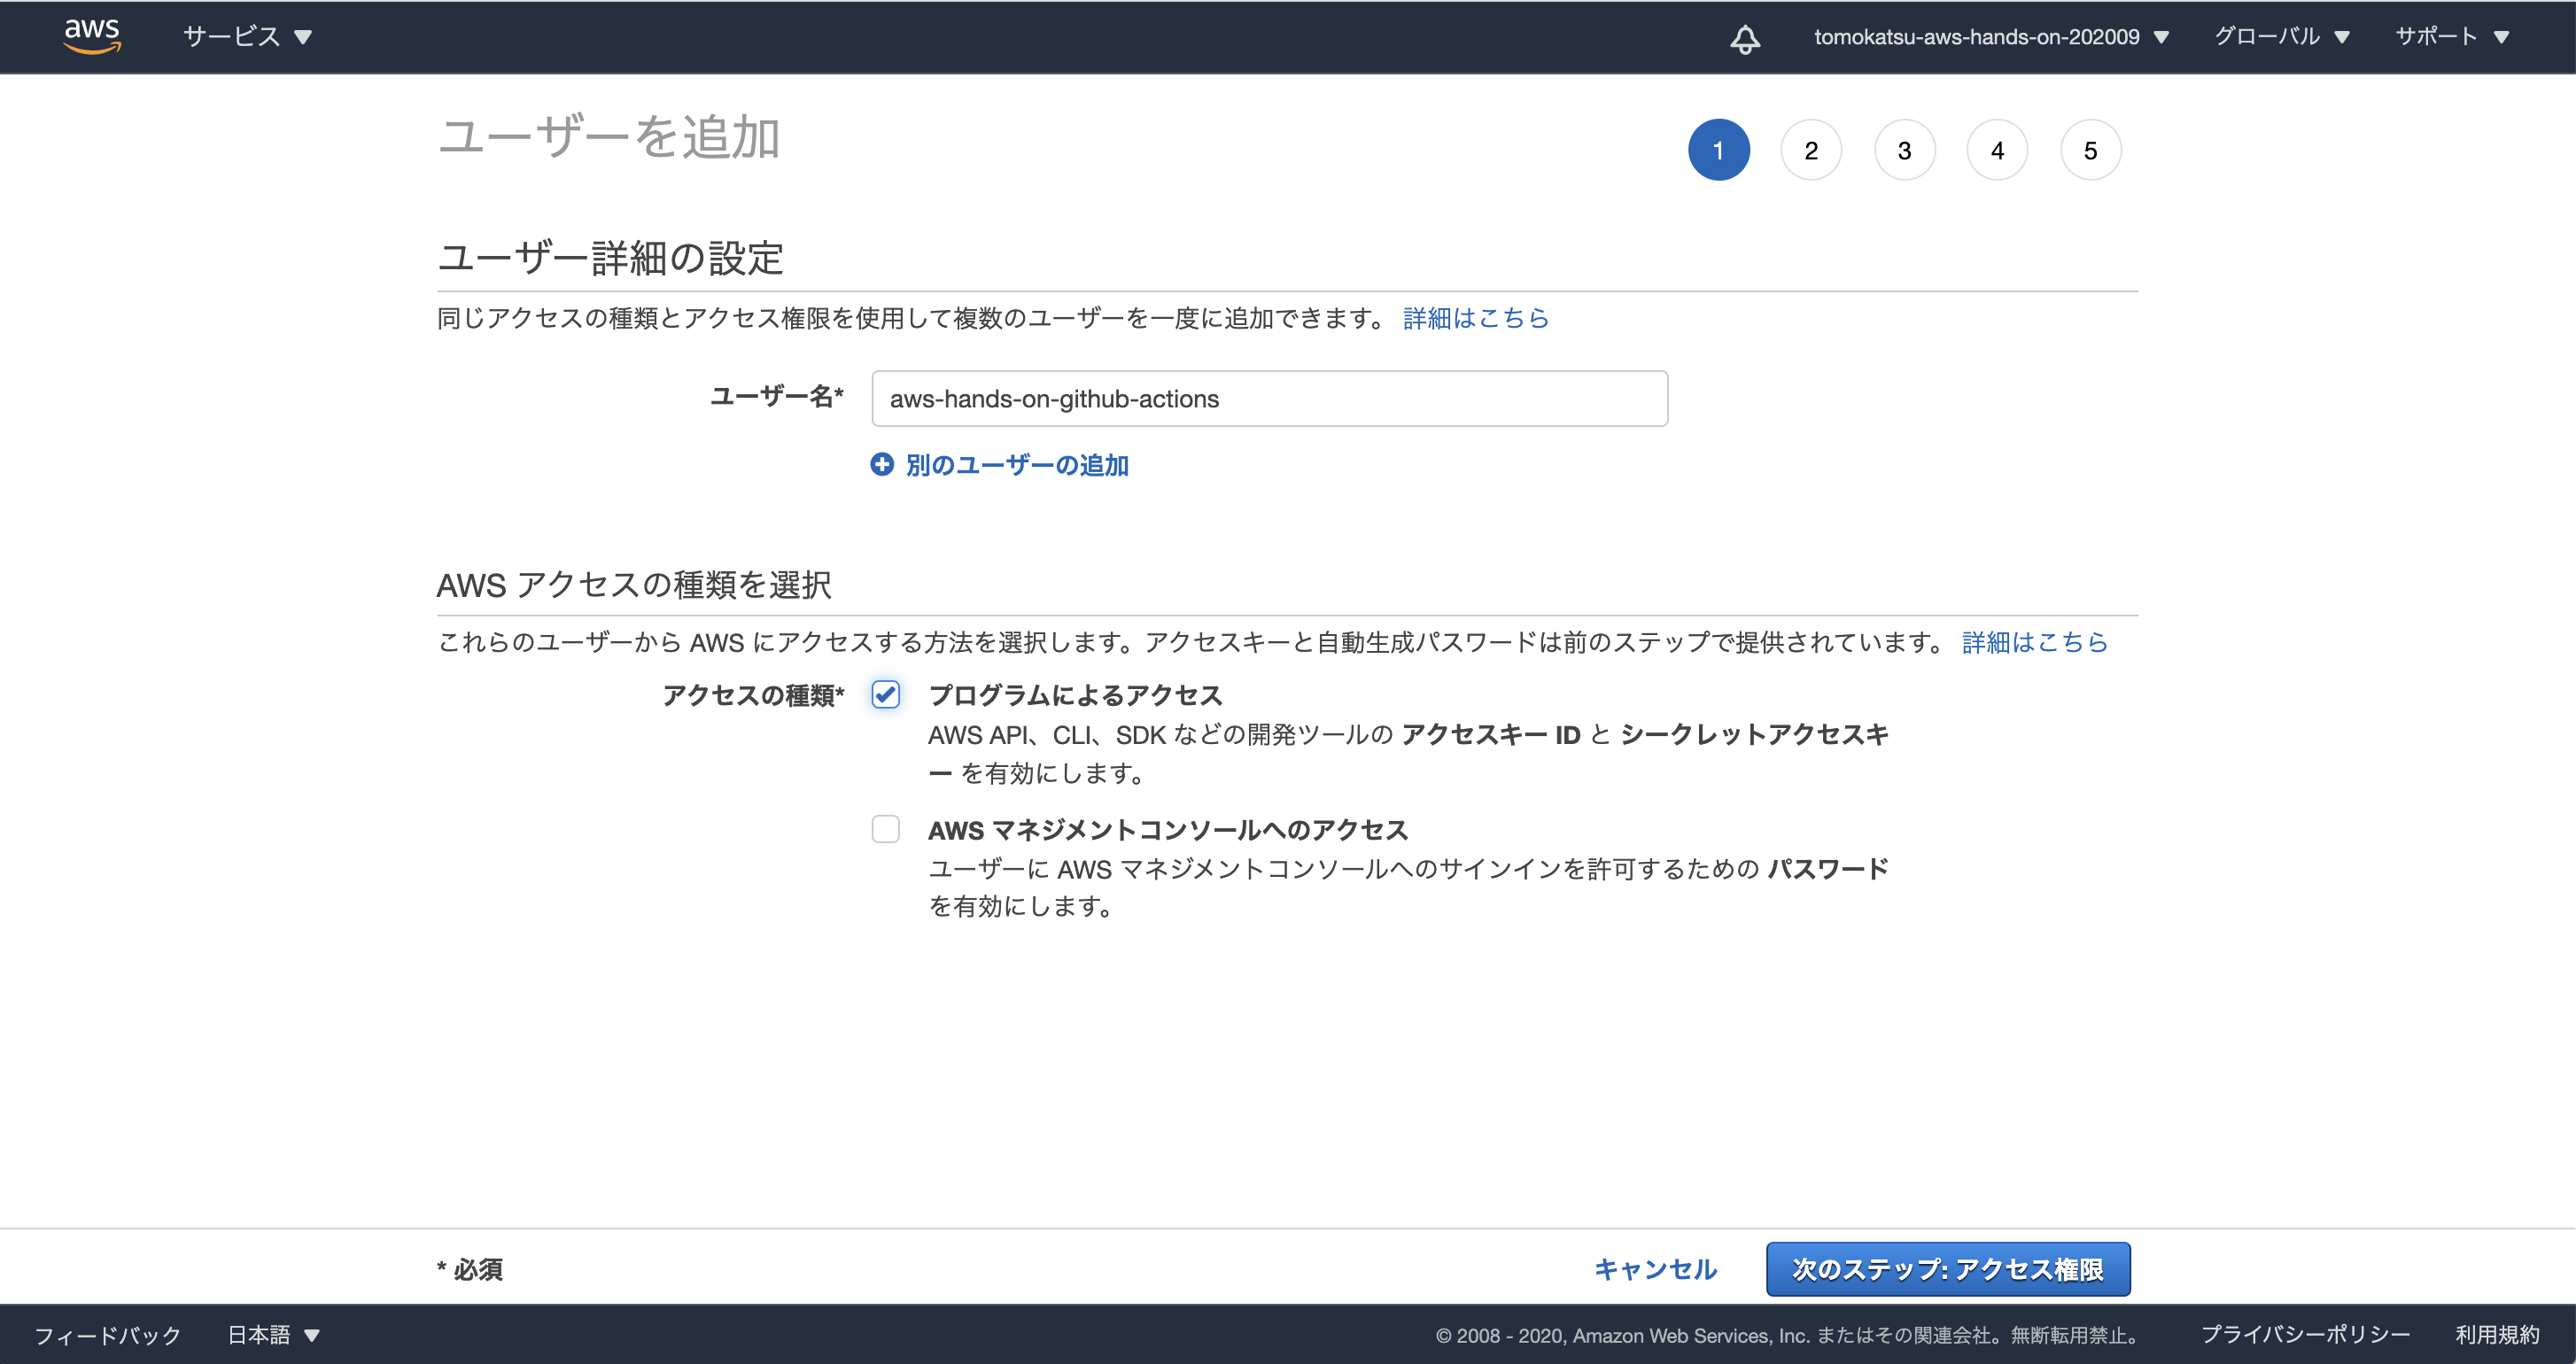 aws サービス tomokatsu-aws-hands-on-202009 グローバル サポート
ユーザーを追加 1 2 3 4 5
ユーザー詳細の設定
同じアクセスの種類とアクセス権限を使用して複数のユーザーを一度に追加できます。 詳細はこちら
ユーザー名* aws-hands-on-github-actions
別のユーザーの追加
AWS アクセスの種類を選択
これらのユーザーから AWS にアクセスする方法を選択します。アクセスキーと自動生成パスワードは前のステップで提供されています。 詳細はこちら
アクセスの種類* プログラムによるアクセス
AWS API、CLI、SDK などの開発ツールの アクセスキー ID と シークレットアクセスキ
ー を有効にします。
AWS マネジメントコンソールへのアクセス
ユーザーに AWS マネジメントコンソールへのサインインを許可するための パスワード
を有効にします。
* 必須 キャンセル 次のステップ: アクセス権限
フィードバック 日本語 © 2008 - 2020, Amazon Web Services, Inc. またはその関連会社。無断転用禁止。 プライバシーポリシー 利用規約